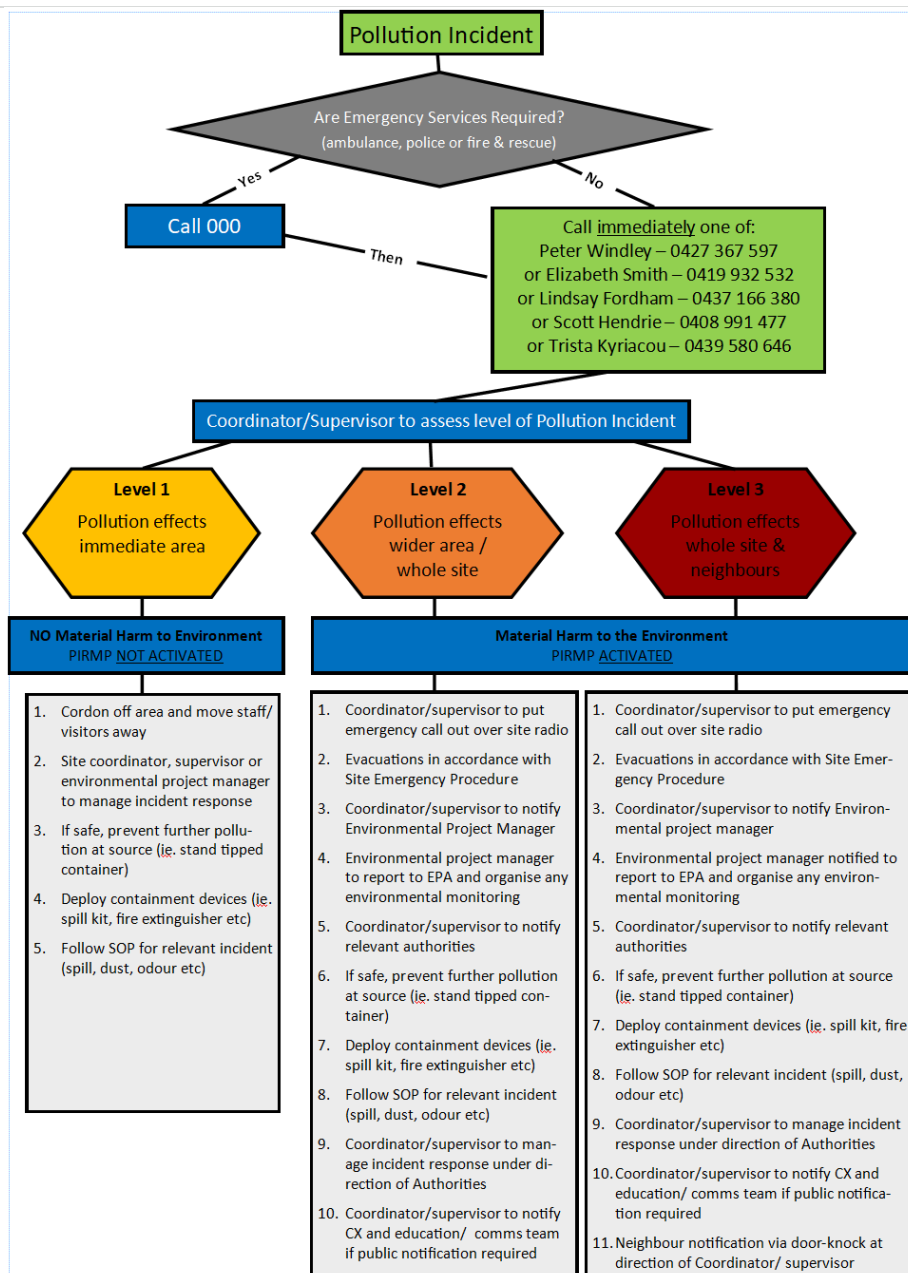 Pollution Incident
Are Emergency Services Required?
(ambulance, police or fire & rescue)
Yes
No
Call 000
Then
Call immediately one of:
Peter Windley – 0427 367 597
or Elizabeth Smith – 0419 932 532
or Lindsay Fordham – 0437 166 380
or Scott Hendrie – 0408 991 477
or Trista Kyriacou – 0439 580 646
Coordinator/Supervisor to assess level of Pollution Incident
Level 1
Pollution effects
immediate area
Level 2
Pollution effects
wider area /
whole site
Level 3
Pollution effects
whole site &
neighbours
NO Material Harm to Environment
PIRMP NOT ACTIVATED
Material Harm to the Environment
PIRMP ACTIVATED
1. Cordon off area and move staff/
visitors away
2. Site coordinator, supervisor or
environmental project manager
to manage incident response
3. If safe, prevent further pollu-
tion at source (ie. stand tipped
container)
4. Deploy containment devices (ie.
spill kit, fire extinguisher etc)
5. Follow SOP for relevant incident
(spill, dust, odour etc)
1. Coordinator/supervisor to put
emergency call out over site radio
2. Evacuations in accordance with
Site Emergency Procedure
3. Coordinator/supervisor to notify
Environmental Project Manager
4. Environmental project manager
to report to EPA and organise any
environmental monitoring
5. Coordinator/supervisor to notify
relevant authorities
6. If safe, prevent further pollution
at source (ie. stand tipped con-
tainer)
7. Deploy containment devices (ie.
spill kit, fire extinguisher etc)
8. Follow SOP for relevant incident
(spill, dust, odour etc)
9. Coordinator/supervisor to man-
age incident response under di-
rection of Authorities
10. Coordinator/supervisor to notify
CX and education/ comms team
if public notification required
1. Coordinator/supervisor to put emergency
call out over site radio
2. Evacuations in accordance with Site Emer-
gency Procedure
3. Coordinator/supervisor to notify Environ-
mental project manager
4. Environmental project manager notified to
report to EPA and organise any environ-
mental monitoring
5. Coordinator/supervisor to notify relevant
authorities
6. If safe, prevent further pollution at source
(ie. stand tipped container)
7. Deploy containment devices (ie. spill kit, fire
extinguisher etc)
8. Follow SOP for relevant incident (spill, dust,
odour etc)
9. Coordinator/supervisor to manage incident
response under direction of Authorities
10. Coordinator/supervisor to notify CX and
education/ comms team if public notifica-
tion required
11. Neighbour notification via door-knock at
direction of Coordinator/ supervisor